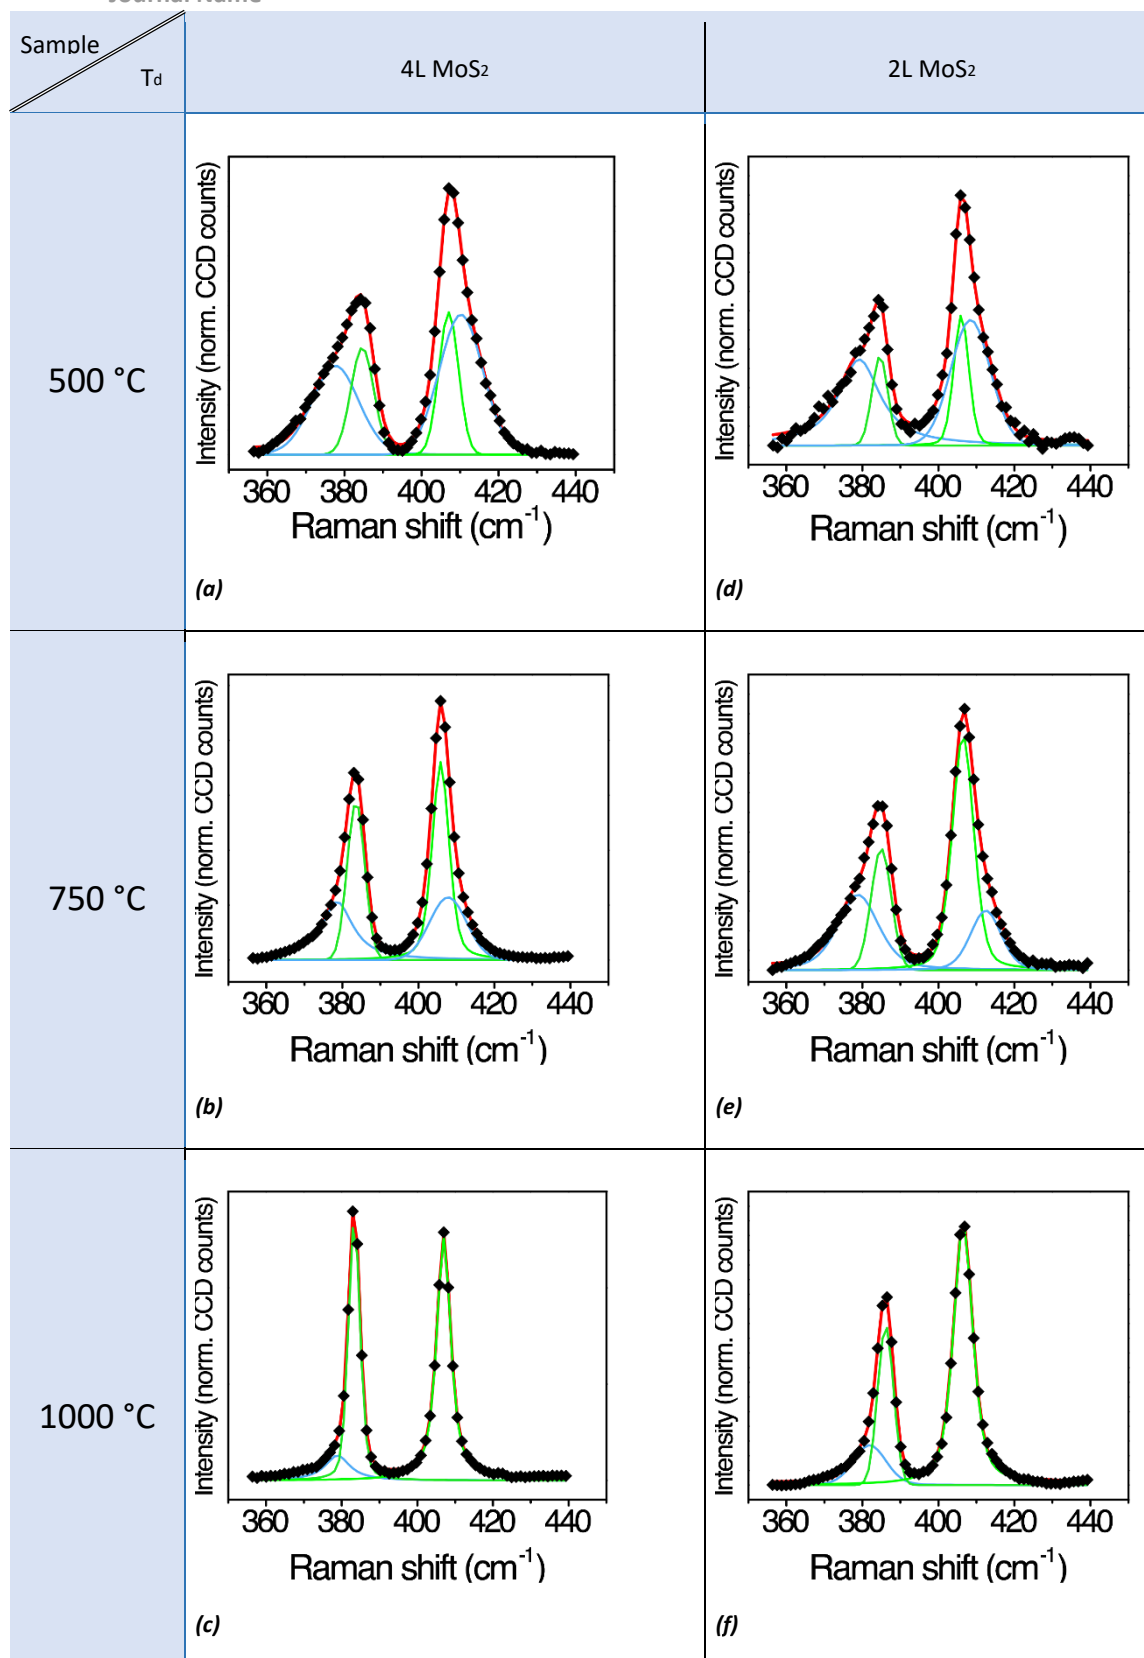 Journal Name
Sample
Td
4L MoS2
2L MoS2
500 °C
Intensity (norm. CCD counts)
360 380 400 420 440
Raman shift (cm-1)
(a)
Intensity (norm. CCD counts)
360 380 400 420 440
Raman shift (cm-1)
(d)
750 °C
Intensity (norm. CCD counts)
360 380 400 420 440
Raman shift (cm-1)
(b)
Intensity (norm. CCD counts)
360 380 400 420 440
Raman shift (cm-1)
(e)
1000 °C
Intensity (norm. CCD counts)
360 380 400 420 440
Raman shift (cm-1)
(c)
Intensity (norm. CCD counts)
360 380 400 420 440
Raman shift (cm-1)
(f)